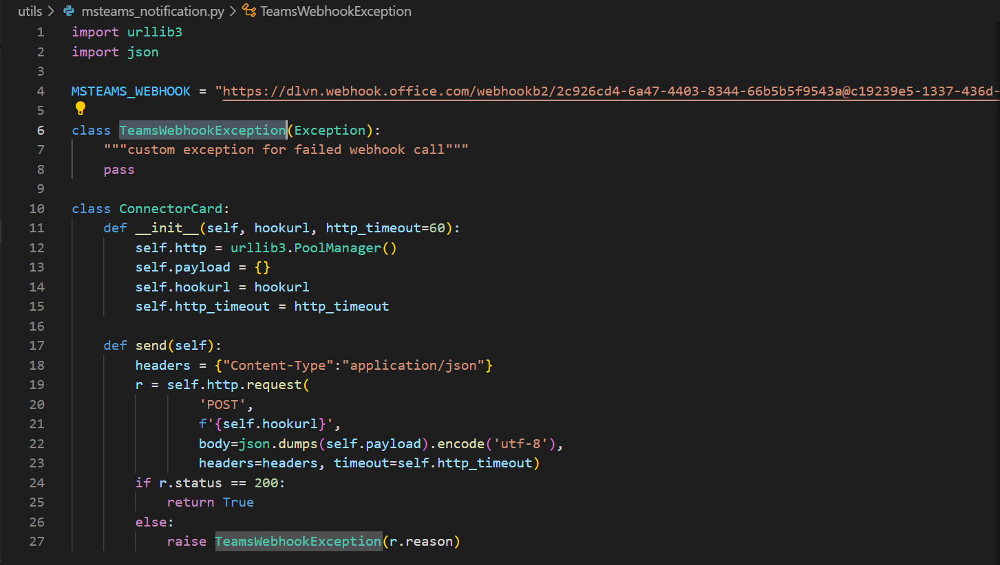 utils > msteams_notification.py > TeamsWebhookException
1 import urllib3
2 import json
3
4 MSTEAMS_WEBHOOK = "https://dlvn.webhook.office.com/webhookb2/2c926cd4-6a47-4403-8344-66b5b5f9543a@c19239e5-1337-436d-
5
6 class TeamsWebhookException(Exception):
7     """custom exception for failed webhook call"""
8     pass
9
10 class ConnectorCard:
11     def __init__(self, hookurl, http_timeout=60):
12         self.http = urllib3.PoolManager()
13         self.payload = {}
14         self.hookurl = hookurl
15         self.http_timeout = http_timeout
16
17     def send(self):
18         headers = {"Content-Type":"application/json"}
19         r = self.http.request(
20                 'POST',
21                 f'{self.hookurl}',
22                 body=json.dumps(self.payload).encode('utf-8'),
23                 headers=headers, timeout=self.http_timeout)
24         if r.status == 200:
25             return True
26         else:
27             raise TeamsWebhookException(r.reason)